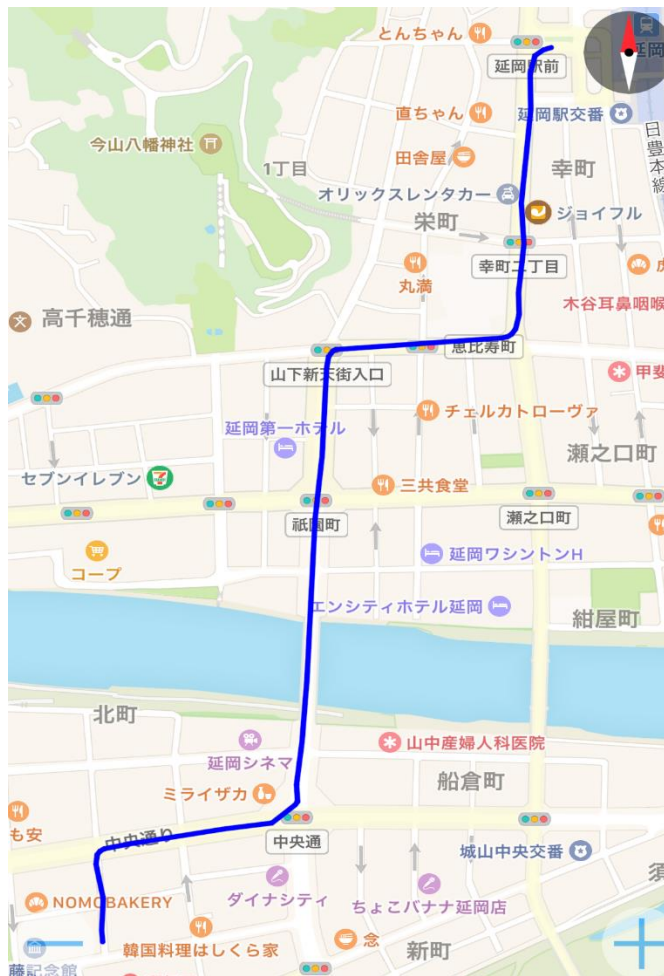 とんちゃん
延岡駅前
延岡
直ちゃん
延岡駅交番
日豊本線
今山八幡神社
田舎屋
1丁目
幸町
オリックスレンタカー
ジョイフル
栄町
幸町二丁目
丸満
木谷耳鼻咽喉
高千穂通
恵比寿町
山下新天街入口
甲斐
チェルカトローヴァ
延岡第一ホテル
瀬之口町
セブンイレブン
三共食堂
祇園町
瀬之口町
延岡ワシントンH
コープ
エンシティホテル延岡
紺屋町
北町
山中産婦人科医院
延岡シネマ
船倉町
ミライザカ
も安
中央通り
中央通
城山中央交番
須
NOMOBAKERY
ダイナシティ
ちょこバナナ延岡店
韓国料理はしくら家
念
新町
藤記念館